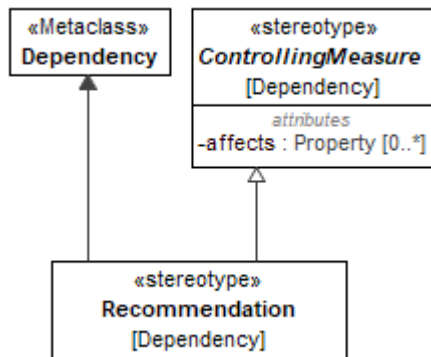 «Metaclass»
Dependency
«stereotype»
ControllingMeasure
[Dependency]
attributes
-affects : Property [0..*]
«stereotype»
Recommendation
[Dependency]